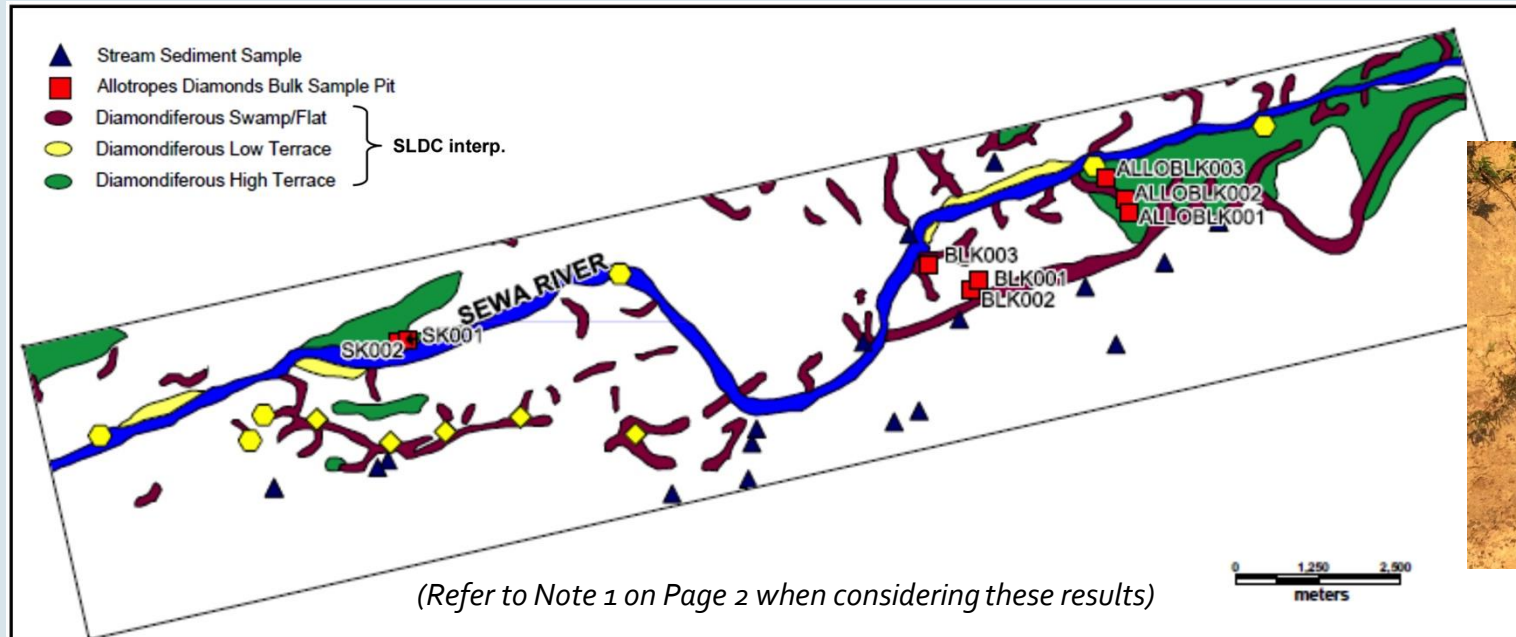 Stream Sediment Sample
Allotropes Diamonds Bulk Sample Pit
Diamondiferous Swamp/Flat
Diamondiferous Low Terrace
Diamondiferous High Terrace
SLDC interp.
ALLOBLK003
ALLOBLK002
ALLOBLK001
BLK003
BLK001
BLK002
SEWA RIVER
SK001
SK002
(Refer to Note 1 on Page 2 when considering these results)
0 1,250 2,500
meters